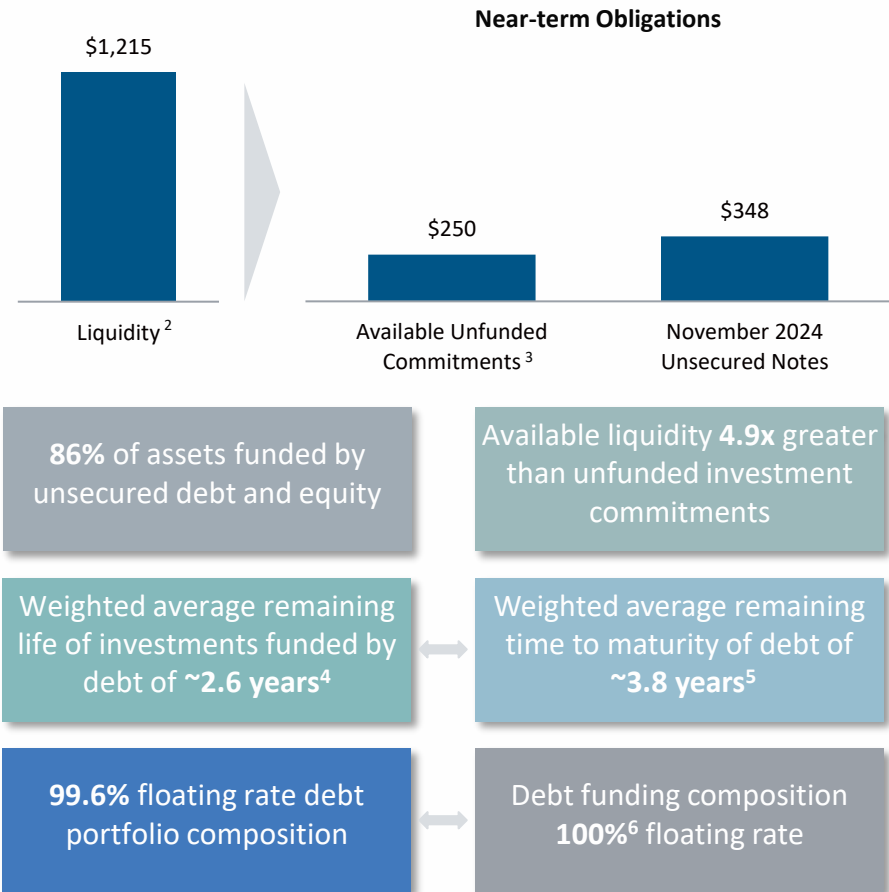 Near-term Obligations
$1,215
$250
$348
Liquidity 2
Available Unfunded
Commitments 3
November 2024
Unsecured Notes
86% of assets funded by
unsecured debt and equity
Available liquidity 4.9x greater
than unfunded investment
commitments
Weighted average remaining
life of investments funded by
debt of ~2.6 years4
Weighted average remaining
time to maturity of debt of
~3.8 years5
99.6% floating rate debt
portfolio composition
Debt funding composition
100%6 floating rate